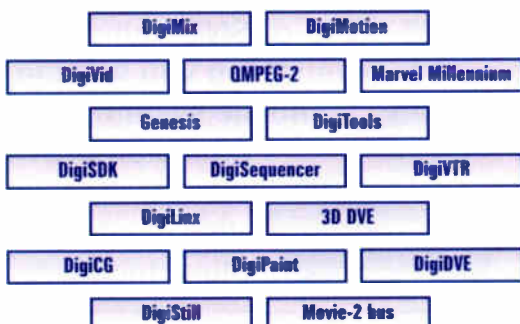 DigiMix DigiMotion
DigiVid QMPEG-2 Marvel Millennium
Genesis DigiTools
DigiSDK DigiSequencer DigiVTR
DigiLinx 3D DVE
DigiCG DigiPaint DigiDVE
DigiStill Movie-2 bus